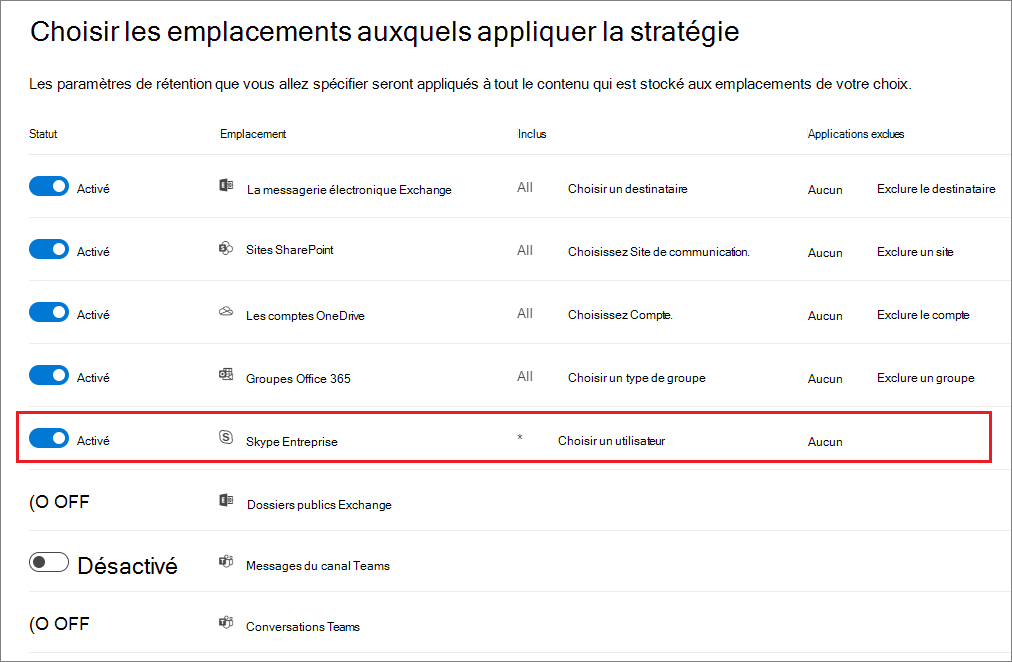 Choisir les emplacements auxquels appliquer la stratégie
Les paramètres de rétention que vous allez spécifier seront appliqués à tout le contenu qui est stocké aux emplacements de votre choix.
Statut Emplacement Inclus Applications exclues
Activé La messagerie électronique Exchange All Choisir un destinataire Aucun Exclure le destinataire
Activé Sites SharePoint All Choisissez Site de communication. Aucun Exclure un site
Activé Les comptes OneDrive All Choisissez Compte. Aucun Exclure le compte
Activé Groupes Office 365 All Choisir un type de groupe Aucun Exclure un groupe
Activé Skype Entreprise * Choisir un utilisateur Aucun
(O OFF Dossiers publics Exchange
Désactivé Messages du canal Teams
(O OFF Conversations Teams